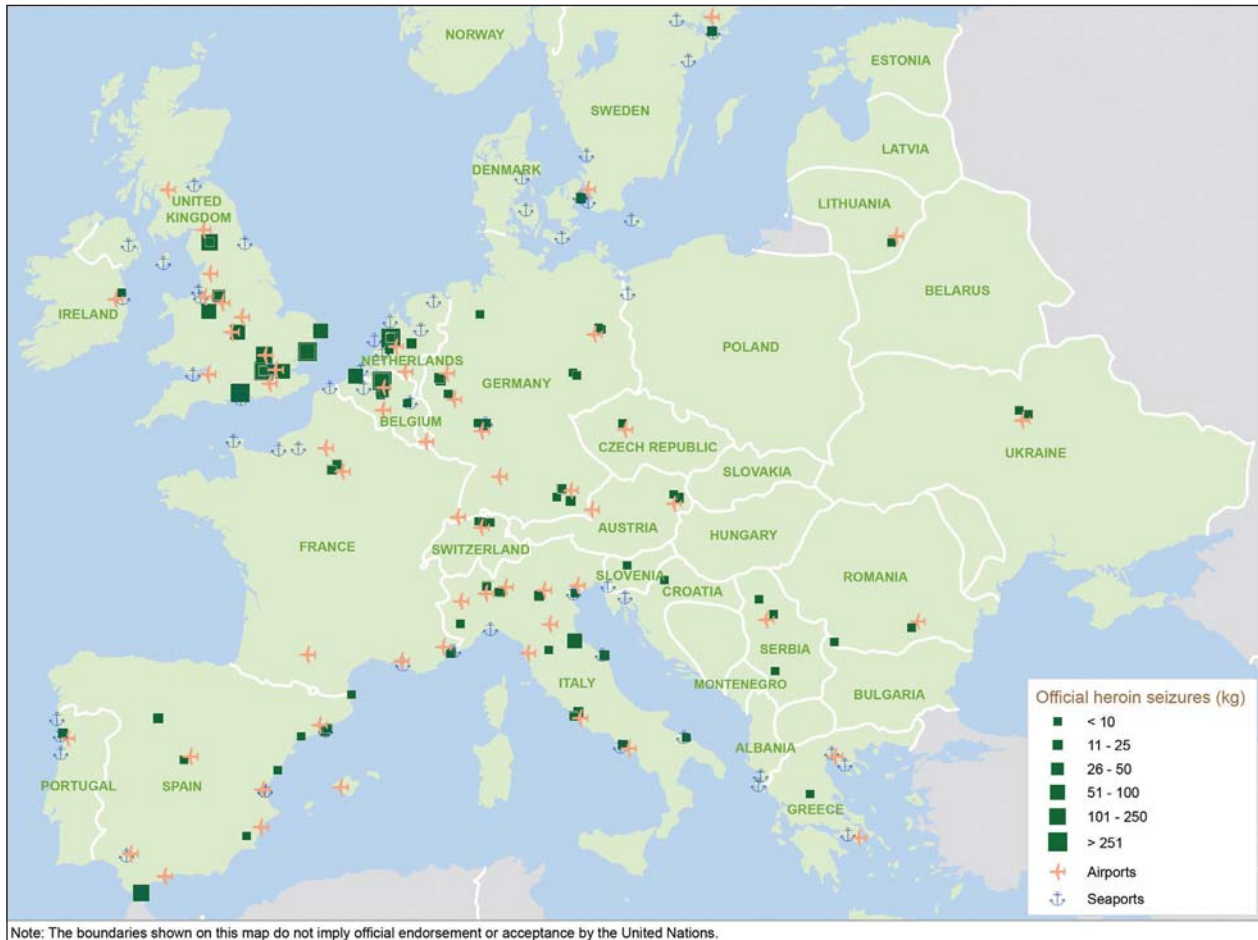 NORWAY
ESTONIA
SWEDEN
LATVIA
DENMARK
LITHUANIA
UNITED
KINGDOM
BELARUS
IRELAND
POLAND
NETHERLANDS
GERMANY
BELGIUM
UKRAINE
CZECH REPUBLIC
SLOVAKIA
FRANCE
AUSTRIA
HUNGARY
SWITZERLAND
SLOVENIA
ROMANIA
CROATIA
SERBIA
ITALY
MONTENEGRO
BULGARIA
ALBANIA
PORTUGAL
SPAIN
GREECE
Official heroin seizures (kg)
< 10
11 - 25
26 - 50
51 - 100
101 - 250
> 251
Airports
Seaports
Note: The boundaries shown on this map do not imply official endorsement or acceptance by the United Nations.